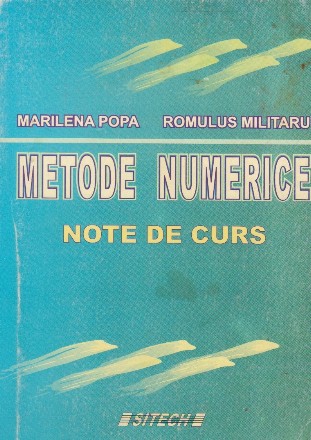 MARILENA POPA ROMULUS MILITARU
METODE NUMERICE
NOTE DE CURS
SITECH